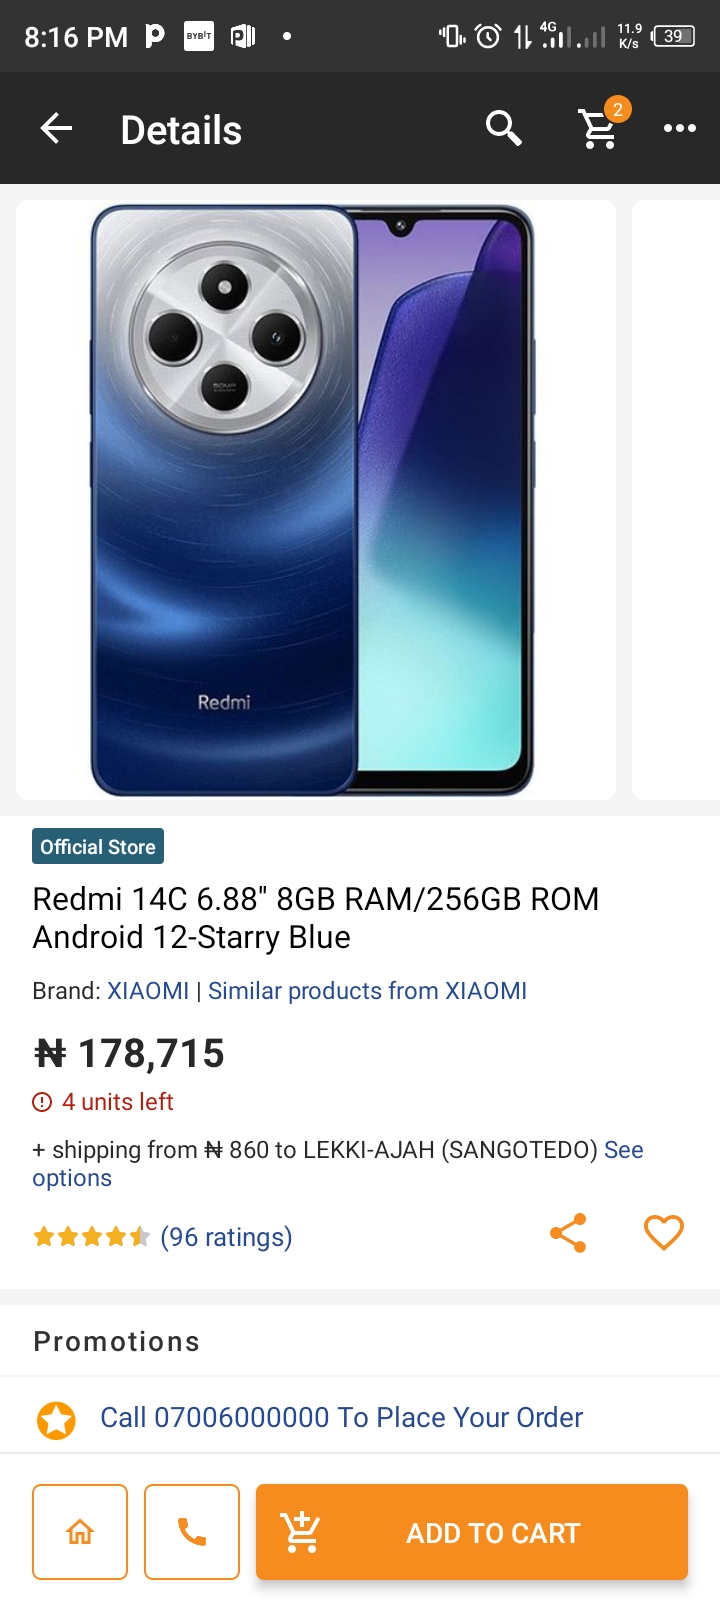 8:16 PM
BYBIT
4G
11.9
K/s
39
Details
2
50MP
Redmi
Official Store
Redmi 14C 6.88" 8GB RAM/256GB ROM
Android 12-Starry Blue
Brand: XIAOMI | Similar products from XIAOMI
₦ 178,715
4 units left
+ shipping from ₦ 860 to LEKKI-AJAH (SANGOTEDO) See
options
(96 ratings)
Promotions
Call 07006000000 To Place Your Order
ADD TO CART